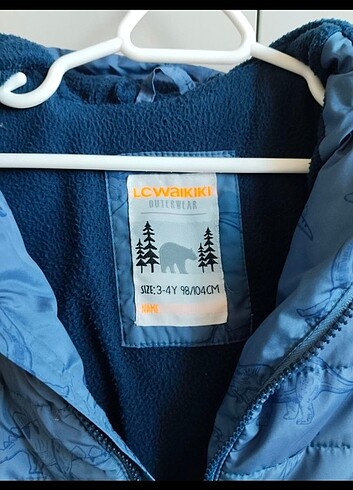 LC WAIKIKI
OUTERWEAR
SIZE: 3-4Y 98/104CM
NAME: